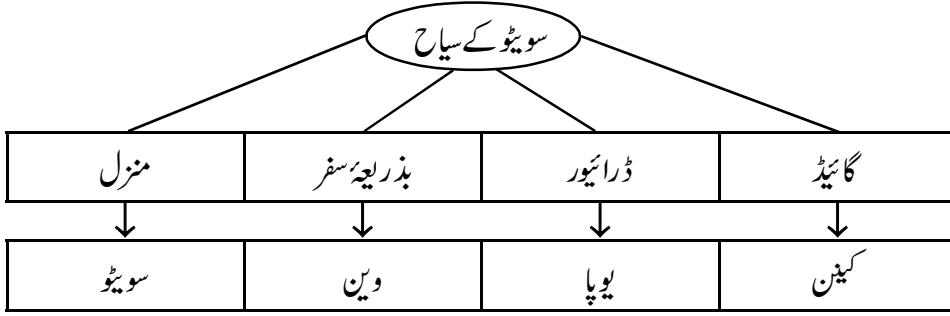 سویٹو کے سیاح
گائیڈ ڈرائیور بذریعۂ سفر منزل
کینن یوپا وین سویٹو